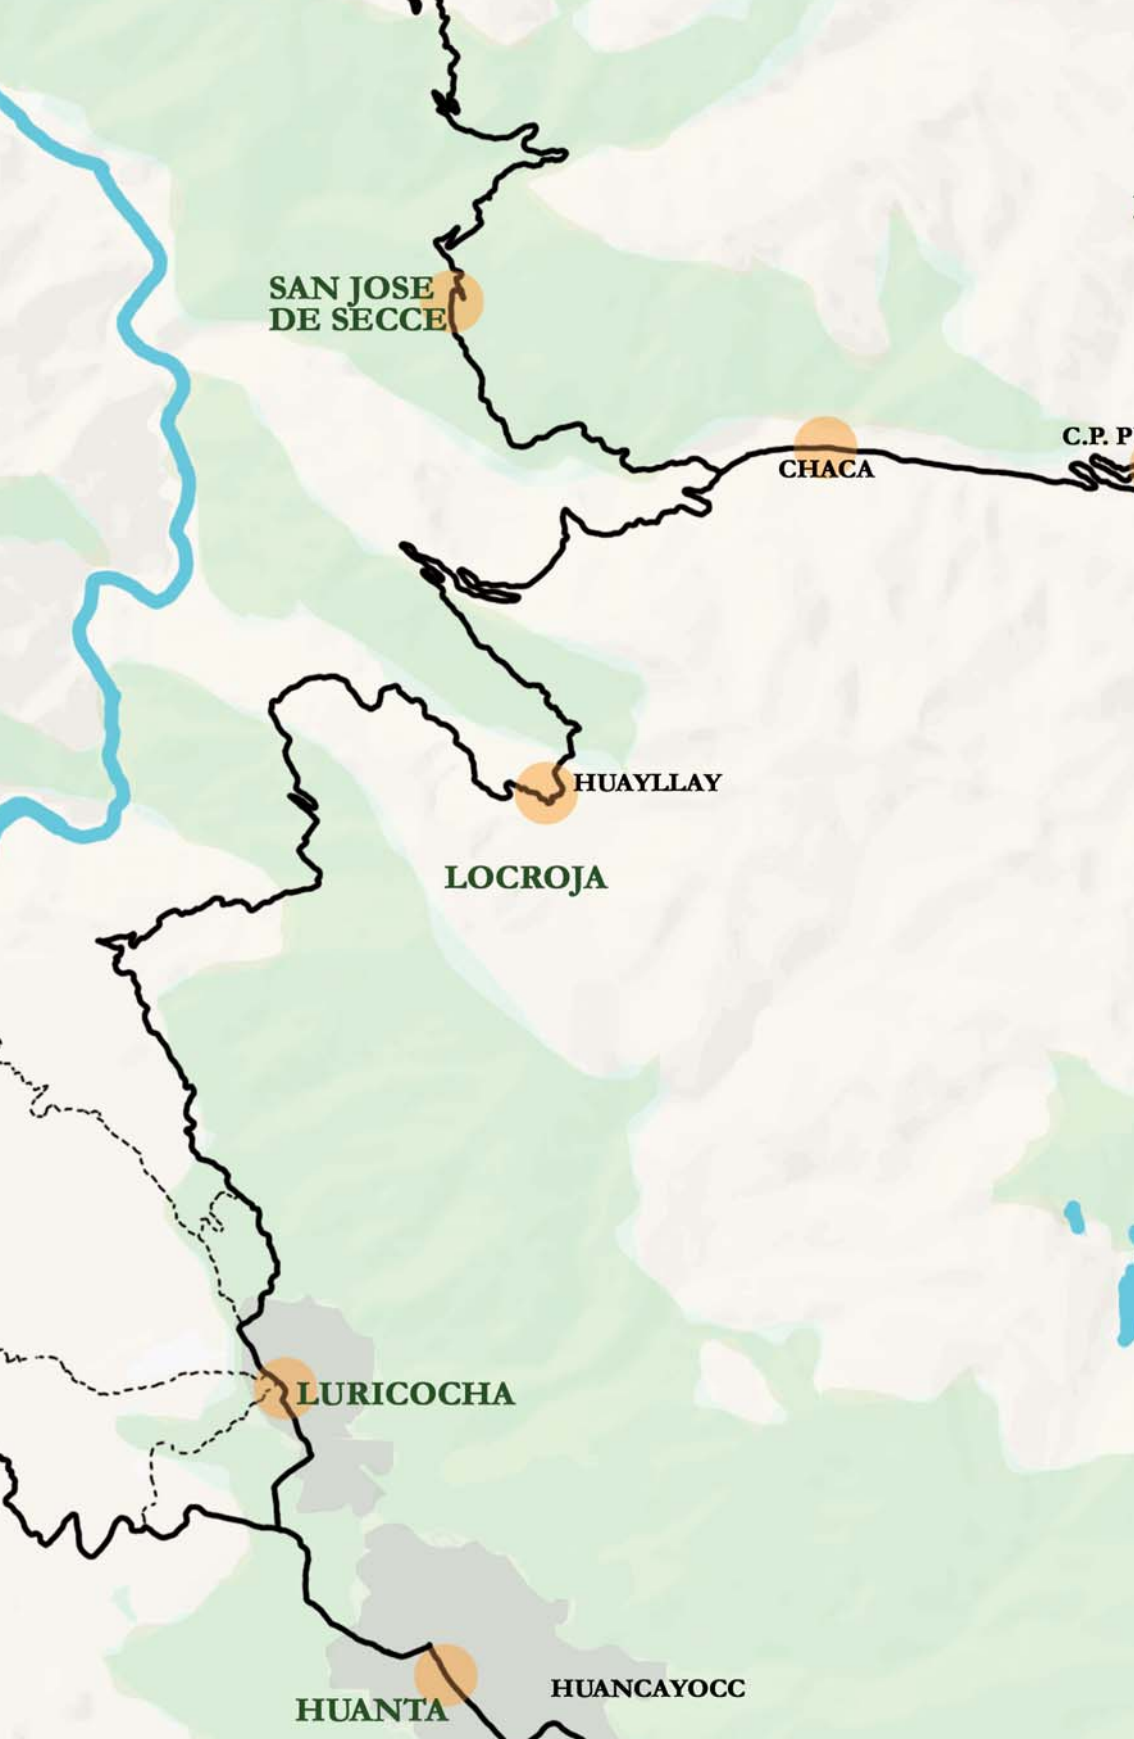 SAN JOSE
DE SECCE
C.P. P
CHACA
HUAYLLAY
LOCROJA
LURICOCHA
HUANCAYOCC
HUANTA